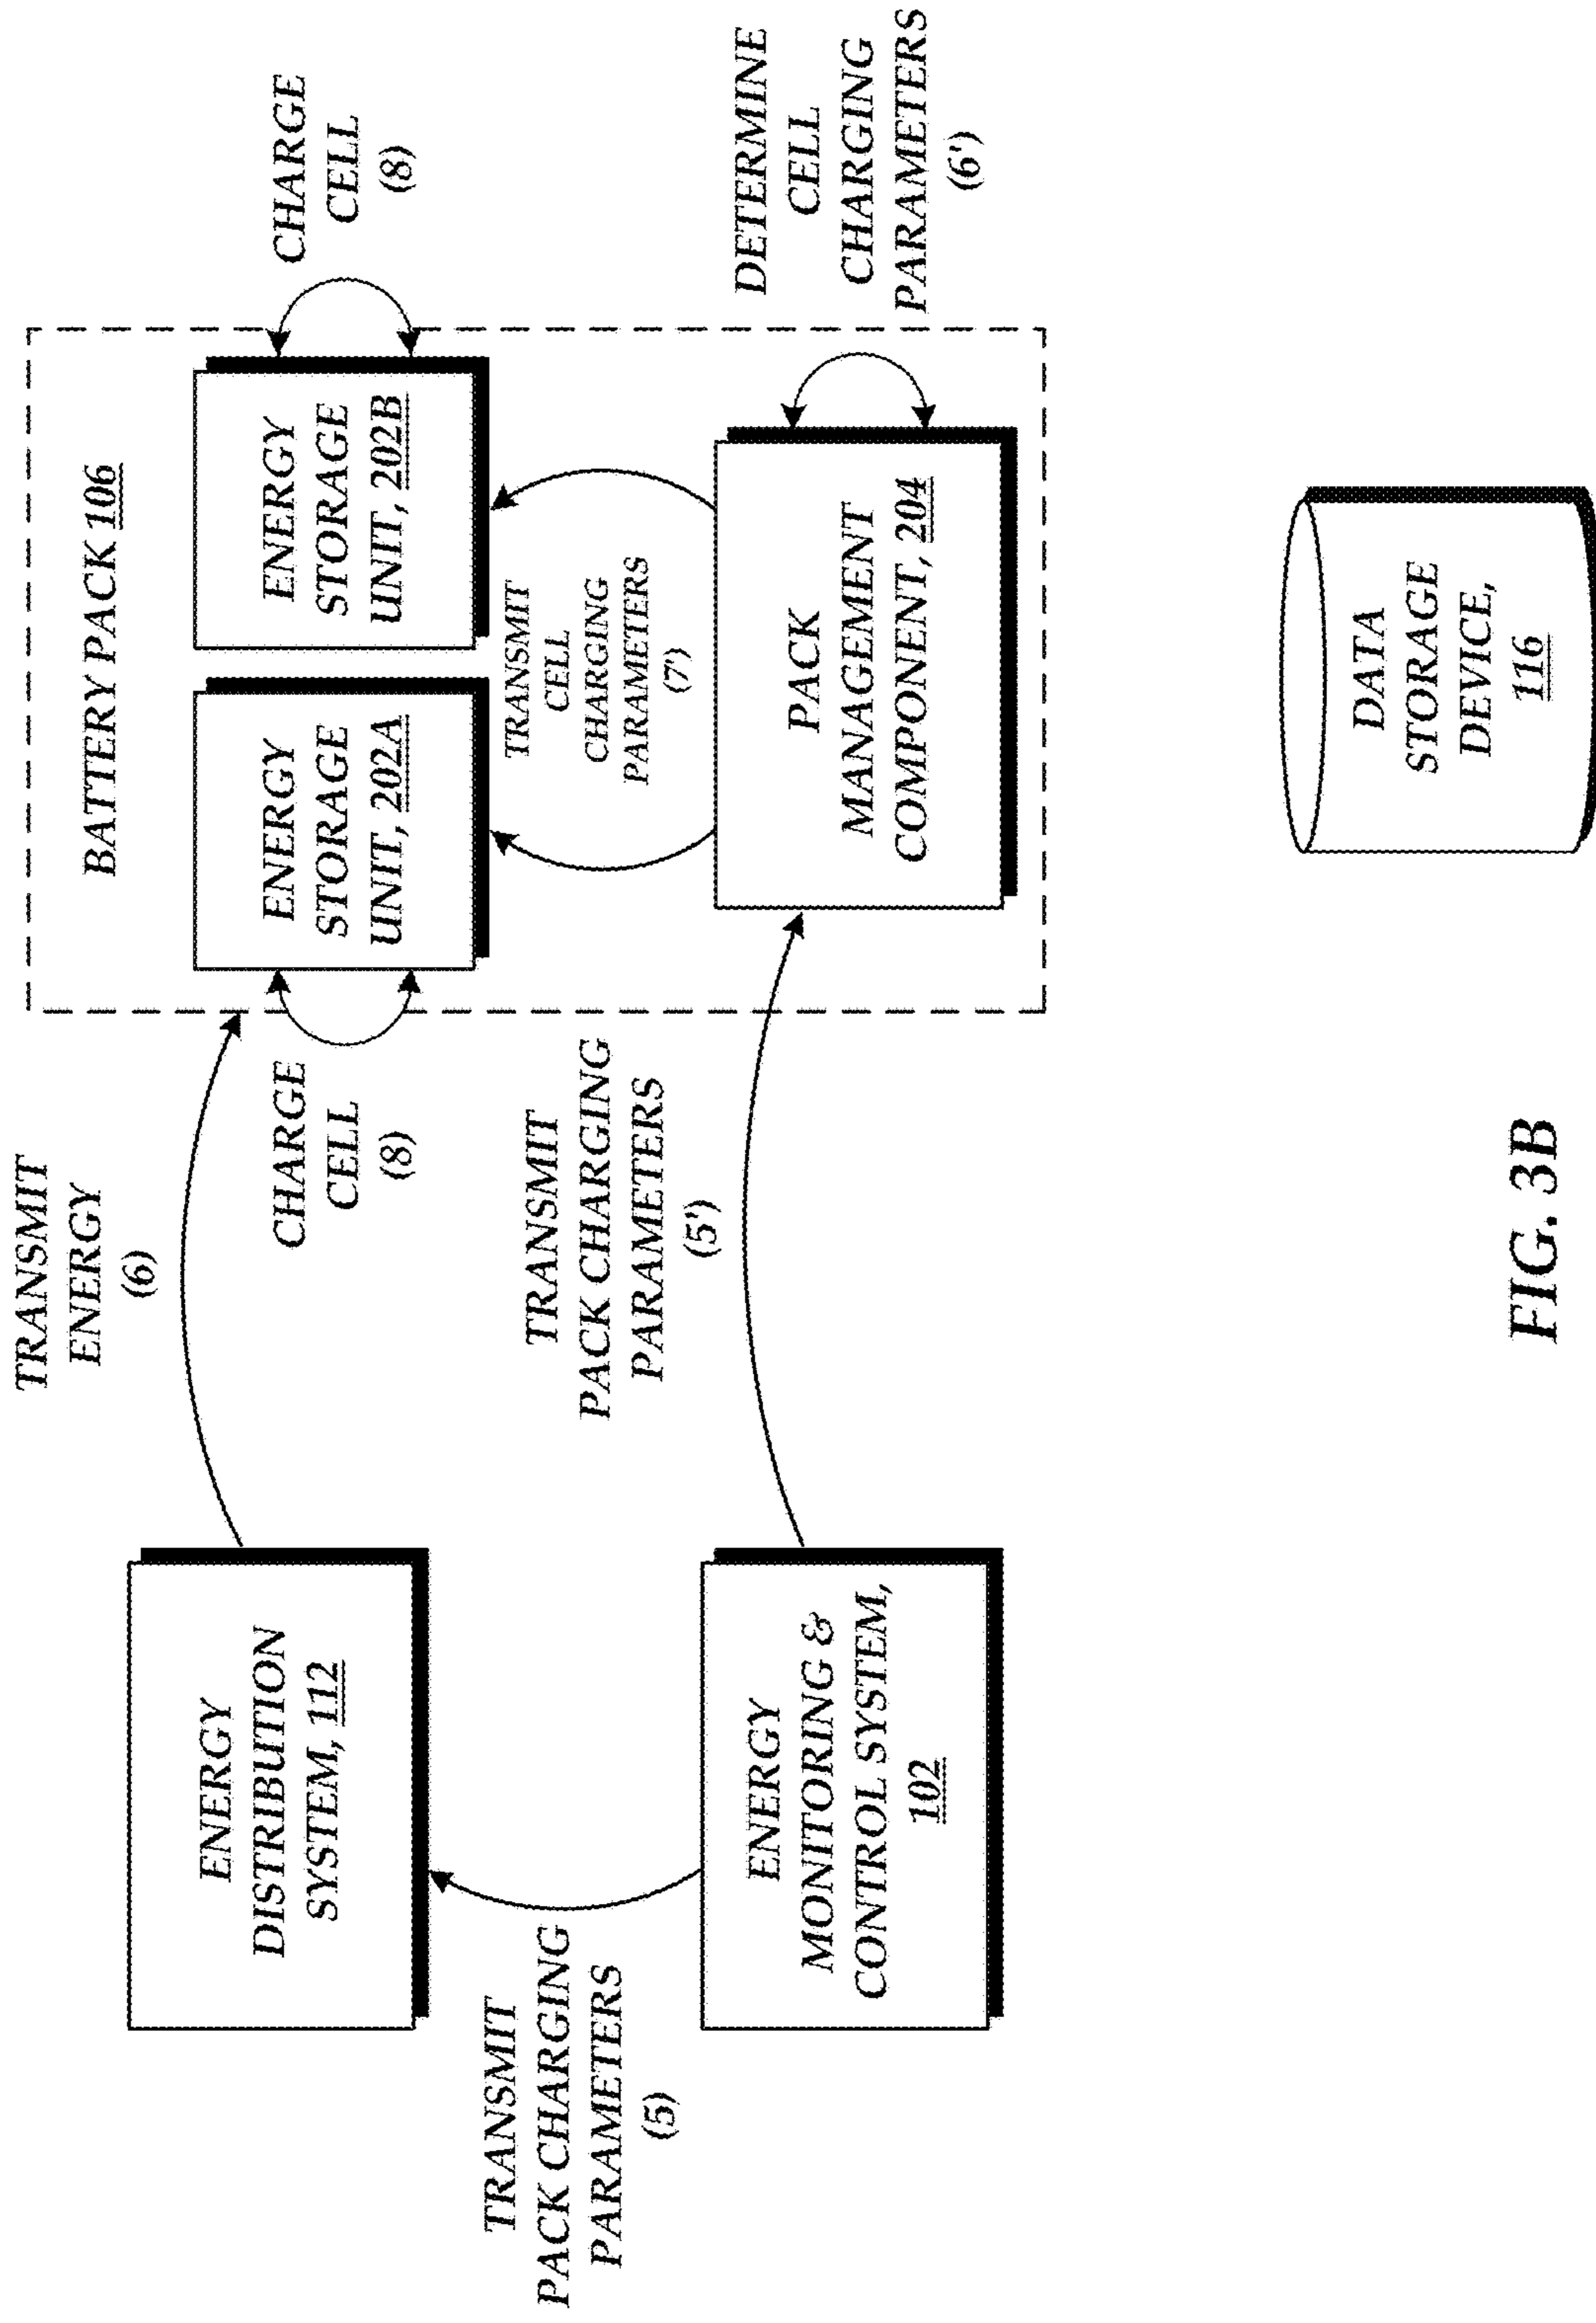 TRANSMIT
ENERGY
(6)
BATTERY PACK 106
ENERGY
DISTRIBUTION
SYSTEM, 112
CHARGE
CELL
(8)
ENERGY
STORAGE
UNIT, 202A
ENERGY
STORAGE
UNIT, 202B
CHARGE
CELL
(8)
TRANSMIT
PACK CHARGING
PARAMETERS
(5)
TRANSMIT
PACK CHARGING
PARAMETERS
(5')
TRANSMIT
CELL
CHARGING
PARAMETERS
(7')
ENERGY
MONITORING &
CONTROL SYSTEM,
102
PACK
MANAGEMENT
COMPONENT, 204
DETERMINE
CELL
CHARGING
PARAMETERS
(6')
DATA
STORAGE
DEVICE,
116
FIG. 3B